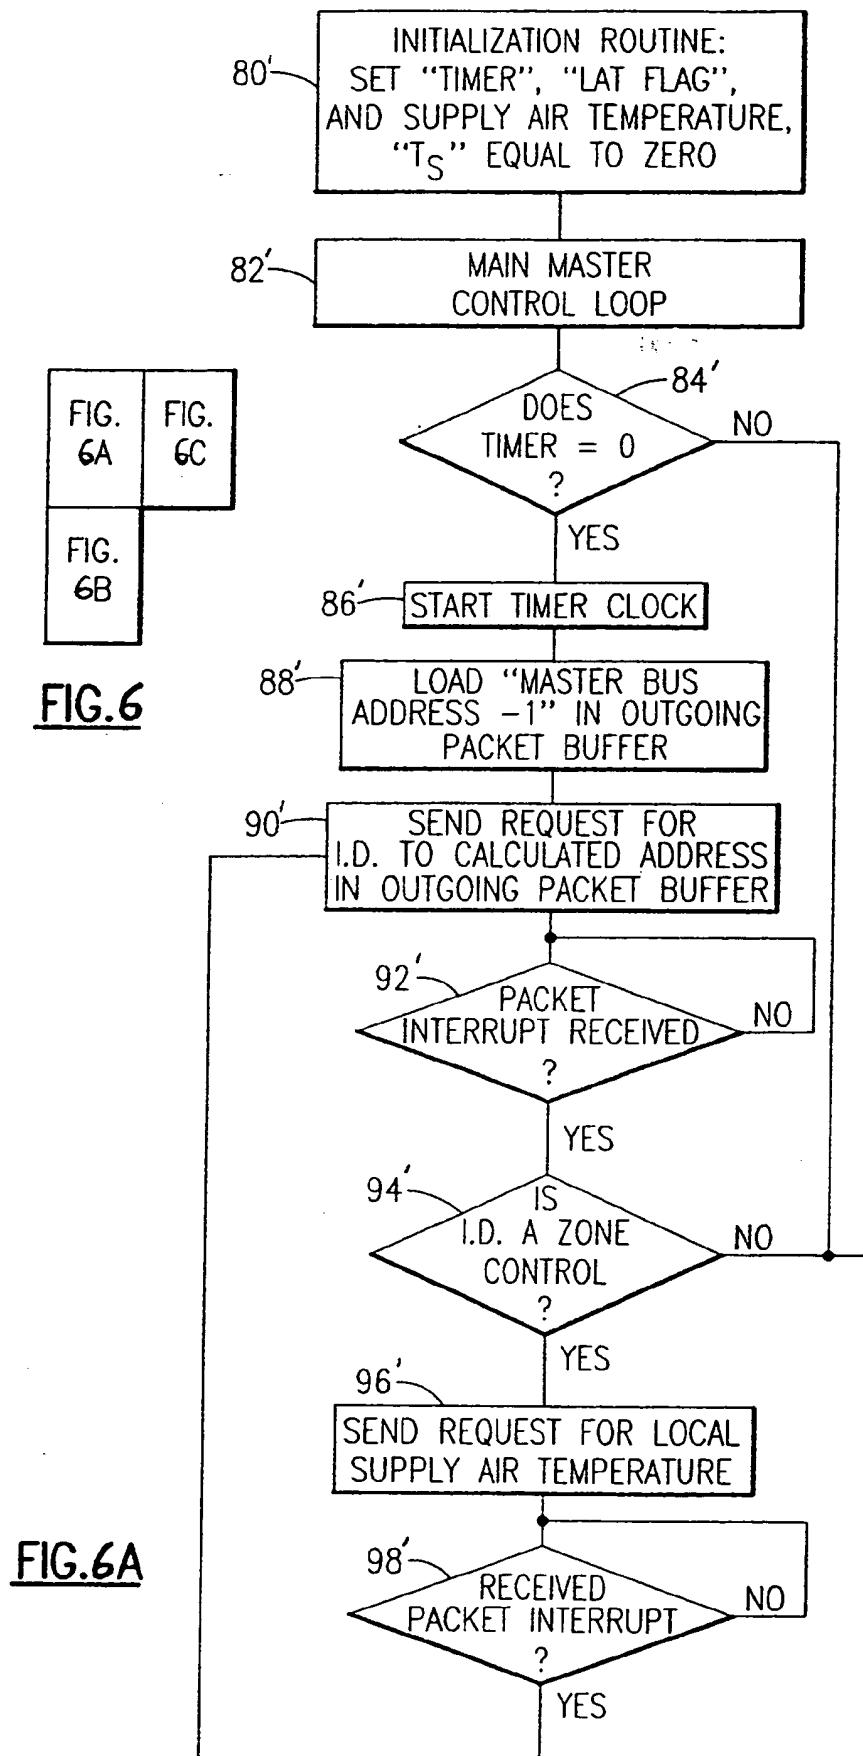 INITIALIZATION ROUTINE:
SET "TIMER", "LAT FLAG",
AND SUPPLY AIR TEMPERATURE,
"TS" EQUAL TO ZERO
80'
MAIN MASTER
CONTROL LOOP
82'
DOES
TIMER = 0
?
84'
NO
YES
FIG.
6A
FIG.
6C
FIG.
6B
FIG.6
START TIMER CLOCK
86'
LOAD "MASTER BUS
ADDRESS -1" IN OUTGOING
PACKET BUFFER
88'
SEND REQUEST FOR
I.D. TO CALCULATED ADDRESS
IN OUTGOING PACKET BUFFER
90'
PACKET
INTERRUPT RECEIVED
?
92'
NO
YES
IS
I.D. A ZONE
CONTROL
?
94'
NO
YES
SEND REQUEST FOR LOCAL
SUPPLY AIR TEMPERATURE
96'
RECEIVED
PACKET INTERRUPT
?
98'
NO
YES
FIG.6A